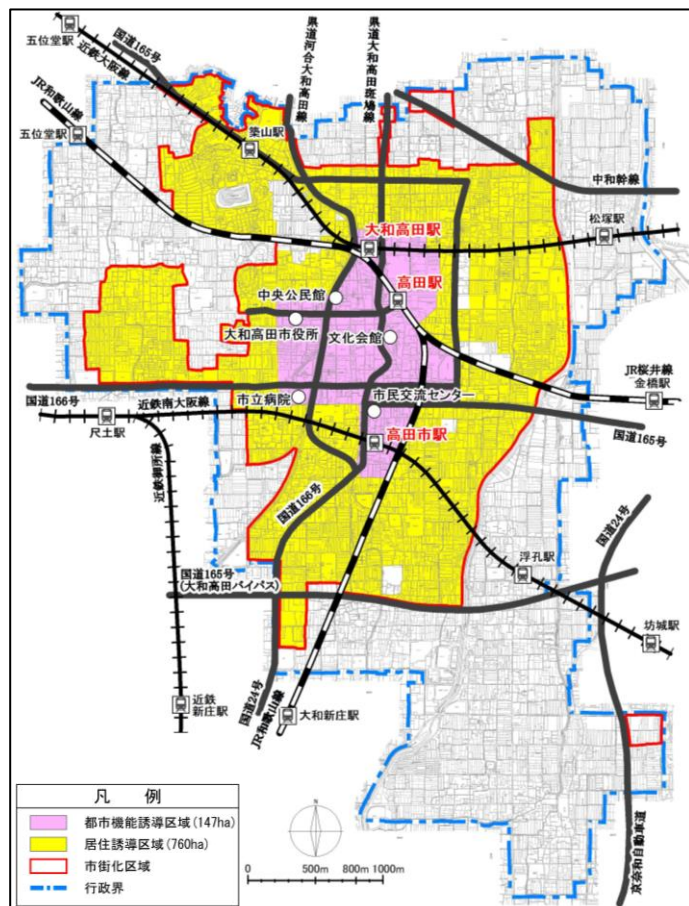 五位堂駅
近鉄大阪線
国道165号
県道河合大和高田線
県道大和高田斑鳩線
JR和歌山線
五位堂駅
築山駅
中和幹線
松塚駅
大和高田駅
中央公民館
高田駅
大和高田市役所
文化会館
JR桜井線
金橋駅
国道166号
近鉄南大阪線
市立病院
市民交流センター
国道165号
尺土駅
高田市駅
近鉄御所線
国道166号
国道24号
浮孔駅
国道165号
(大和高田バイパス)
坊城駅
近鉄
新庄駅
国道24号
JR和歌山線
大和新庄駅
京奈和自動車道
凡 例
都市機能誘導区域(147ha)
居住誘導区域(760ha)
市街化区域
行政界
N
0 500m 800m 1000m